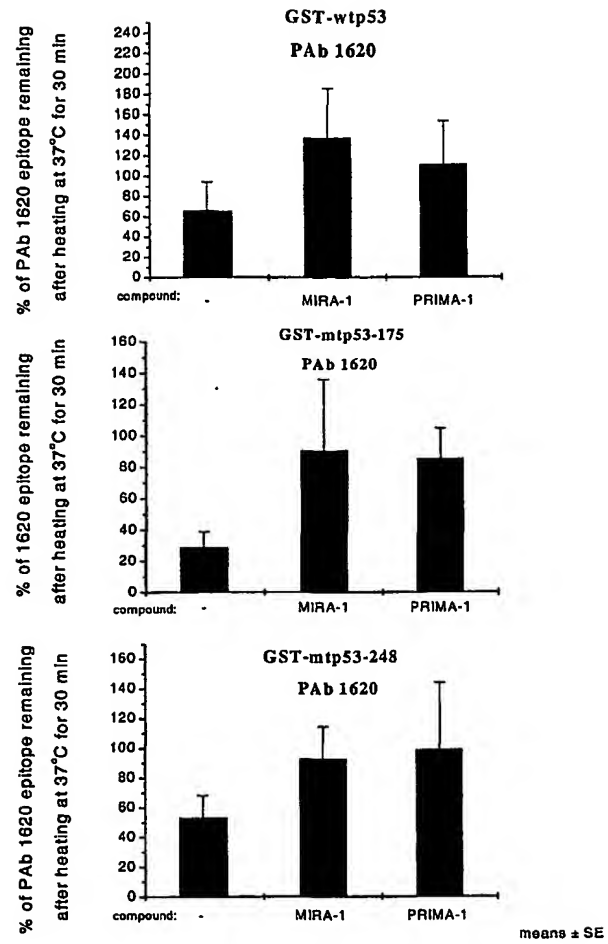 GST-wtp53
PAb 1620
% of PAb 1620 epitope remaining
after heating at 37°C for 30 min
240
220
200
180
160
140
120
100
80
60
40
20
0
compound: - MIRA-1 PRIMA-1
GST-mtp53-175
PAb 1620
% of 1620 epitope remaining
after heating at 37°C for 30 min
160
140
120
100
80
60
40
20
0
compound: - MIRA-1 PRIMA-1
GST-mtp53-248
PAb 1620
% of PAb 1620 epitope remaining
after heating at 37°C for 30 min
160
140
120
100
80
60
40
20
0
compound: - MIRA-1 PRIMA-1
means ± SE